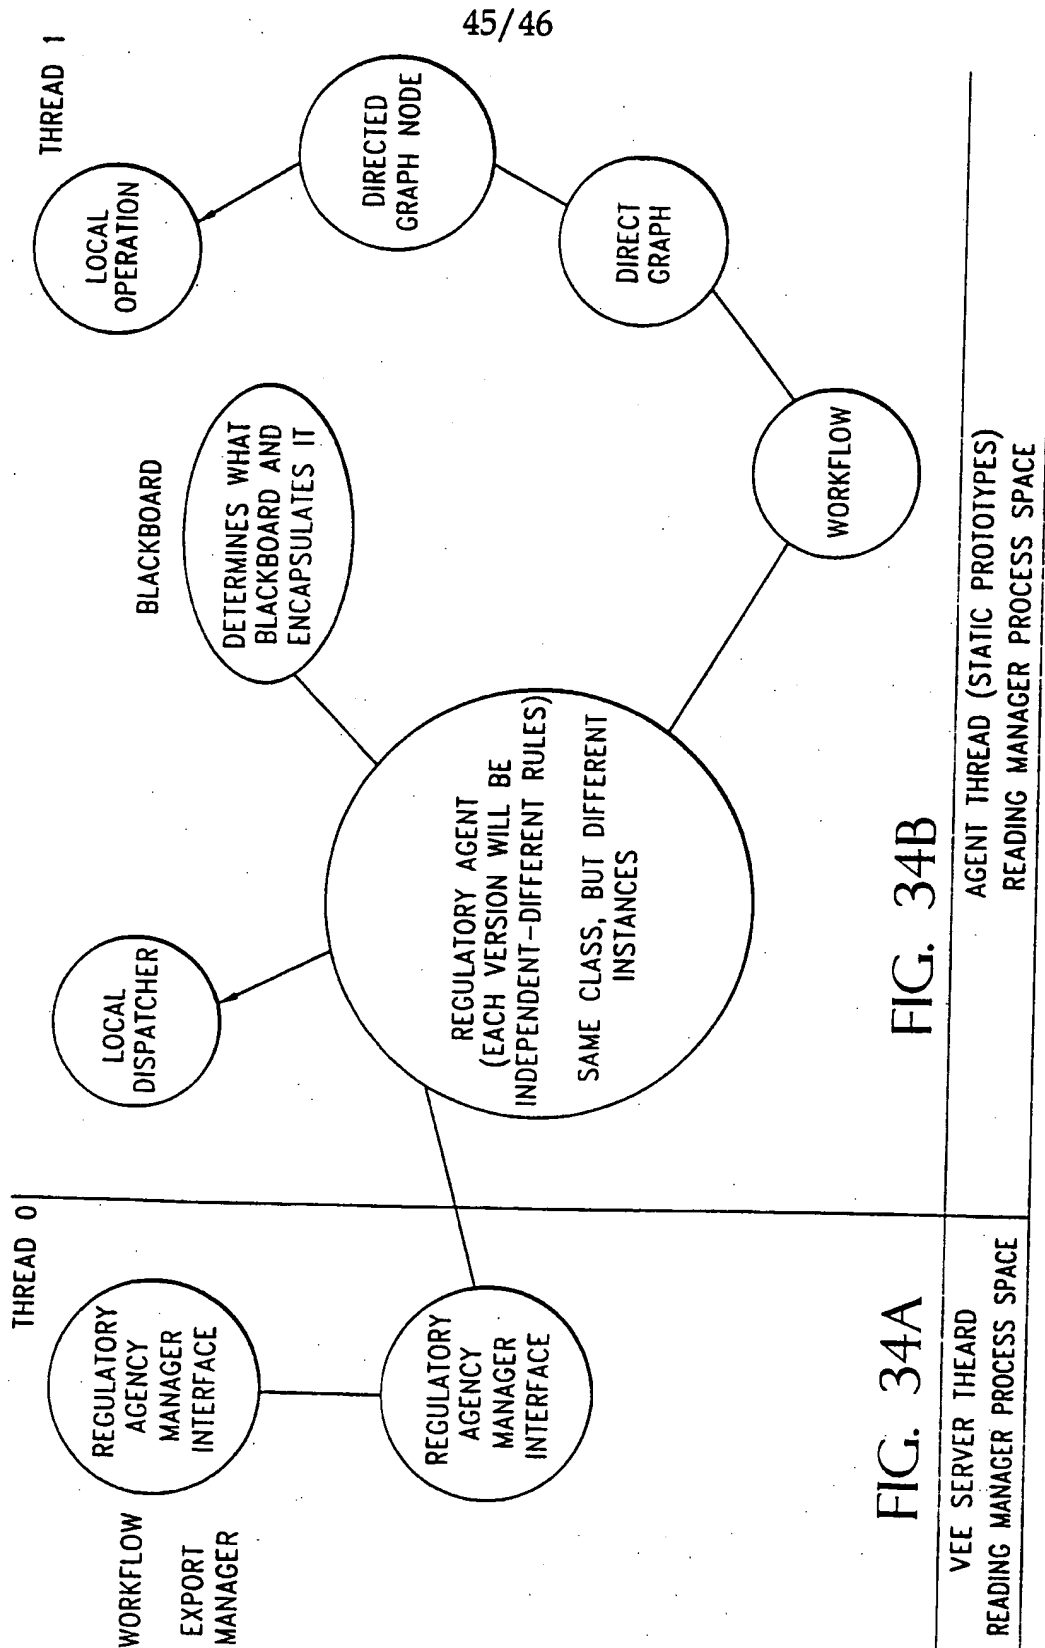 45/46
THREAD 0
THREAD 1
WORKFLOW
EXPORT
MANAGER
REGULATORY
AGENCY
MANAGER
INTERFACE
REGULATORY
AGENCY
MANAGER
INTERFACE
LOCAL
DISPATCHER
BLACKBOARD
DETERMINES WHAT
BLACKBOARD AND
ENCAPSULATES IT
LOCAL
OPERATION
DIRECTED
GRAPH NODE
DIRECT
GRAPH
WORKFLOW
REGULATORY AGENT
(EACH VERSION WILL BE
INDEPENDENT-DIFFERENT RULES)
SAME CLASS, BUT DIFFERENT
INSTANCES
FIG. 34A
VEE SERVER THEARD
READING MANAGER PROCESS SPACE
FIG. 34B
AGENT THREAD (STATIC PROTOTYPES)
READING MANAGER PROCESS SPACE